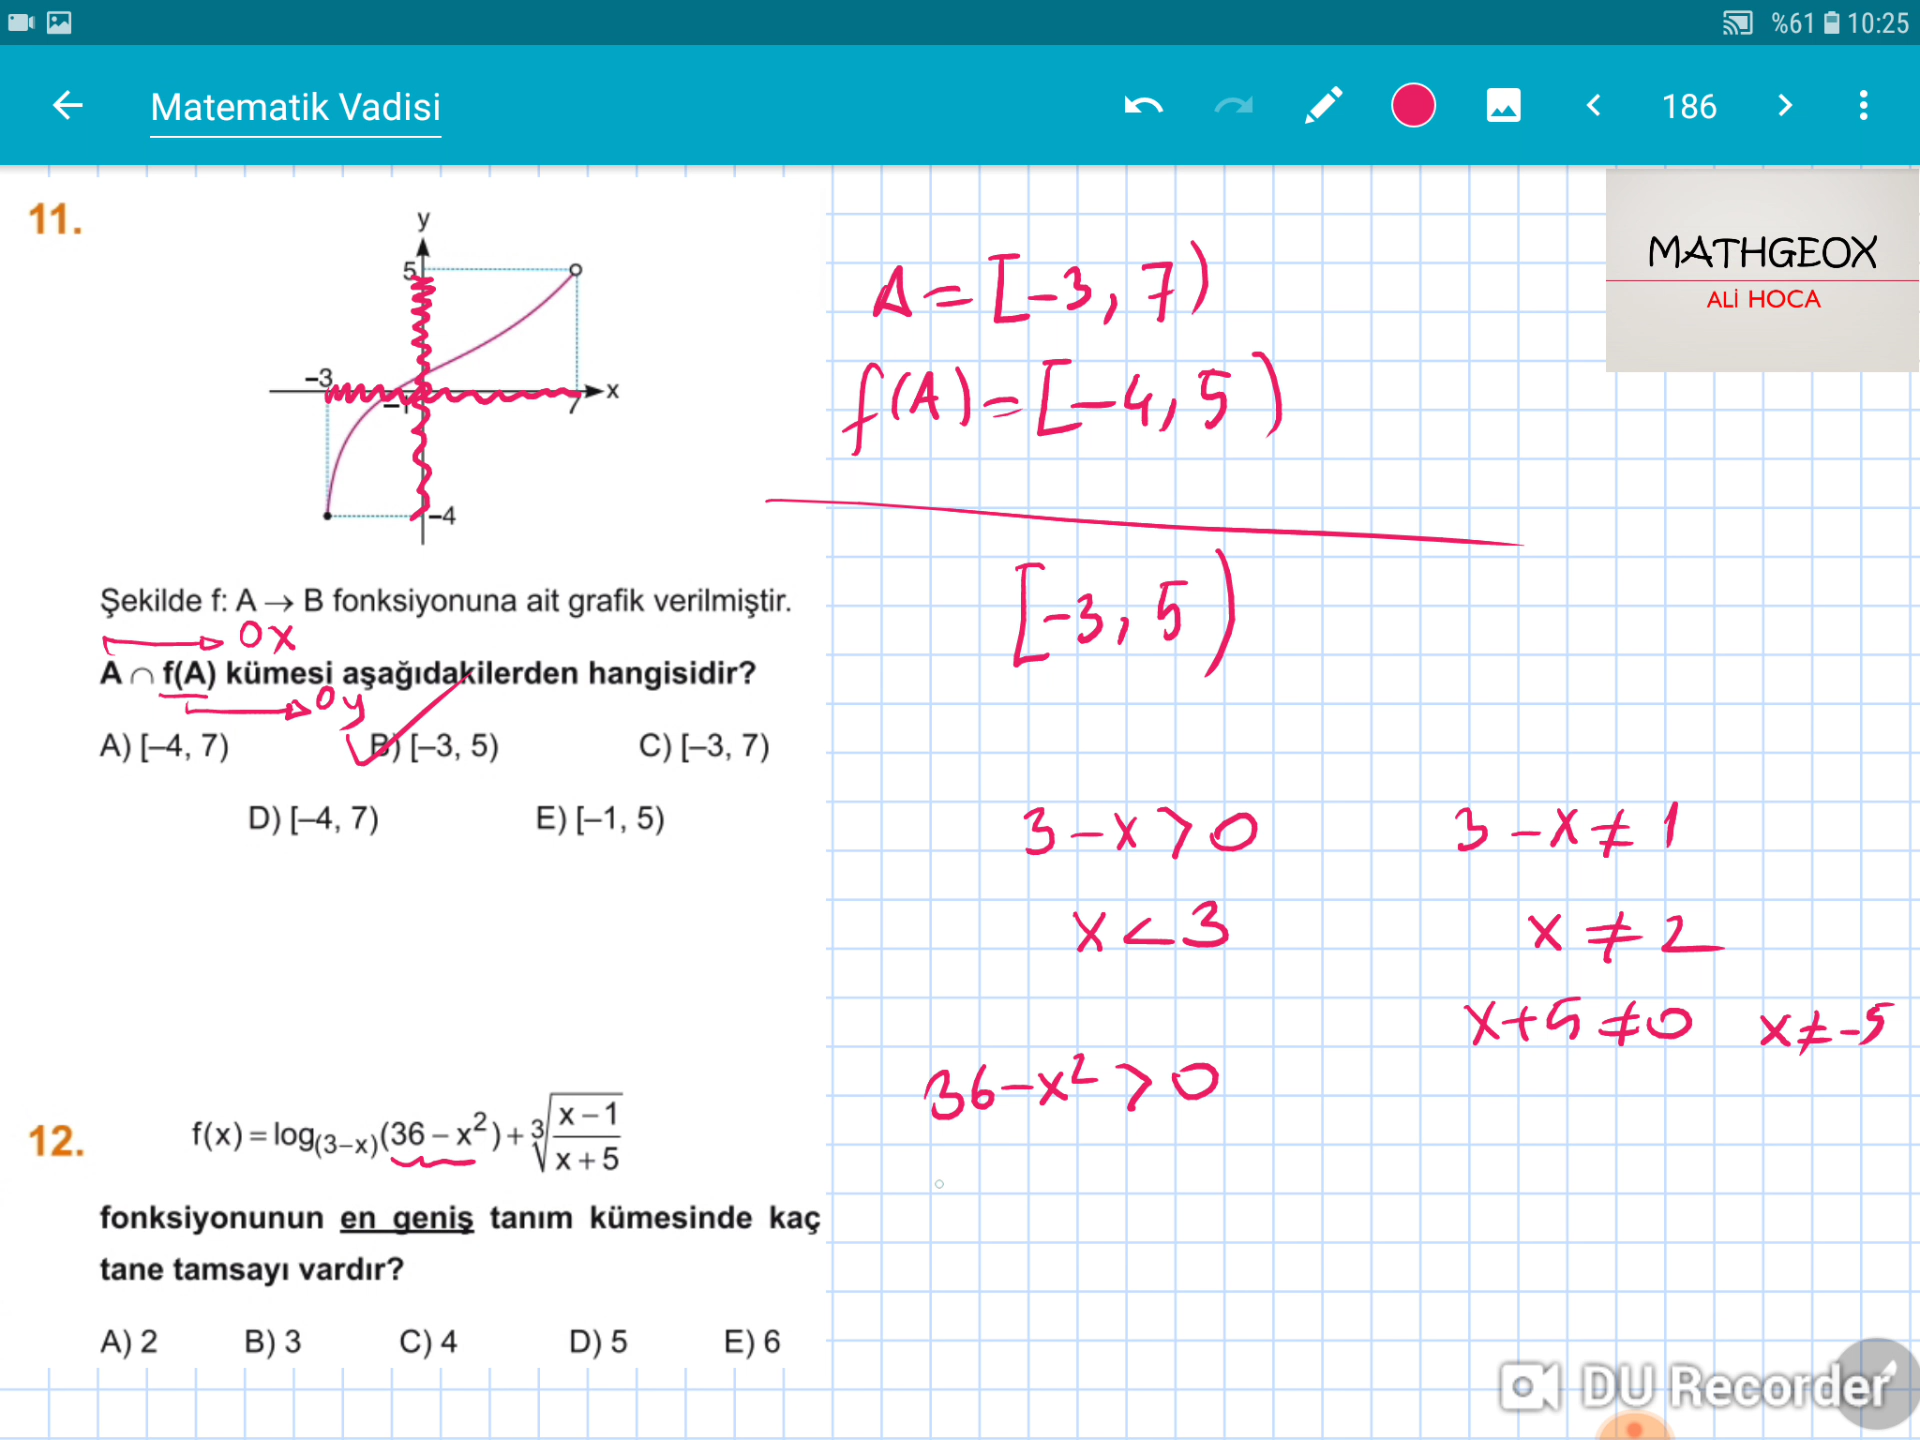 %61 10:25
Matematik Vadisi
186
MATHGEOX
ALİ HOCA
11.
y
5
-3
-1
7
x
-4
A = [-3, 7)
f(A) = [-4, 5)
[-3, 5)
Şekilde f: A → B fonksiyonuna ait grafik verilmiştir.
0x
A ∩ f(A) kümesi aşağıdakilerden hangisidir?
0y
A) [–4, 7) B) [–3, 5) C) [–3, 7)
D) [–4, 7) E) [–1, 5)
3 - x > 0 3 - x ≠ 1
x < 3 x ≠ 2
x + 5 ≠ 0 x ≠ -5
36 - x² > 0
12. f(x) = log₍₃₋ₓ₎(36 – x²) + ∛((x – 1)/(x + 5))
fonksiyonunun en geniş tanım kümesinde kaç
tane tamsayı vardır?
A) 2 B) 3 C) 4 D) 5 E) 6
DU Recorder